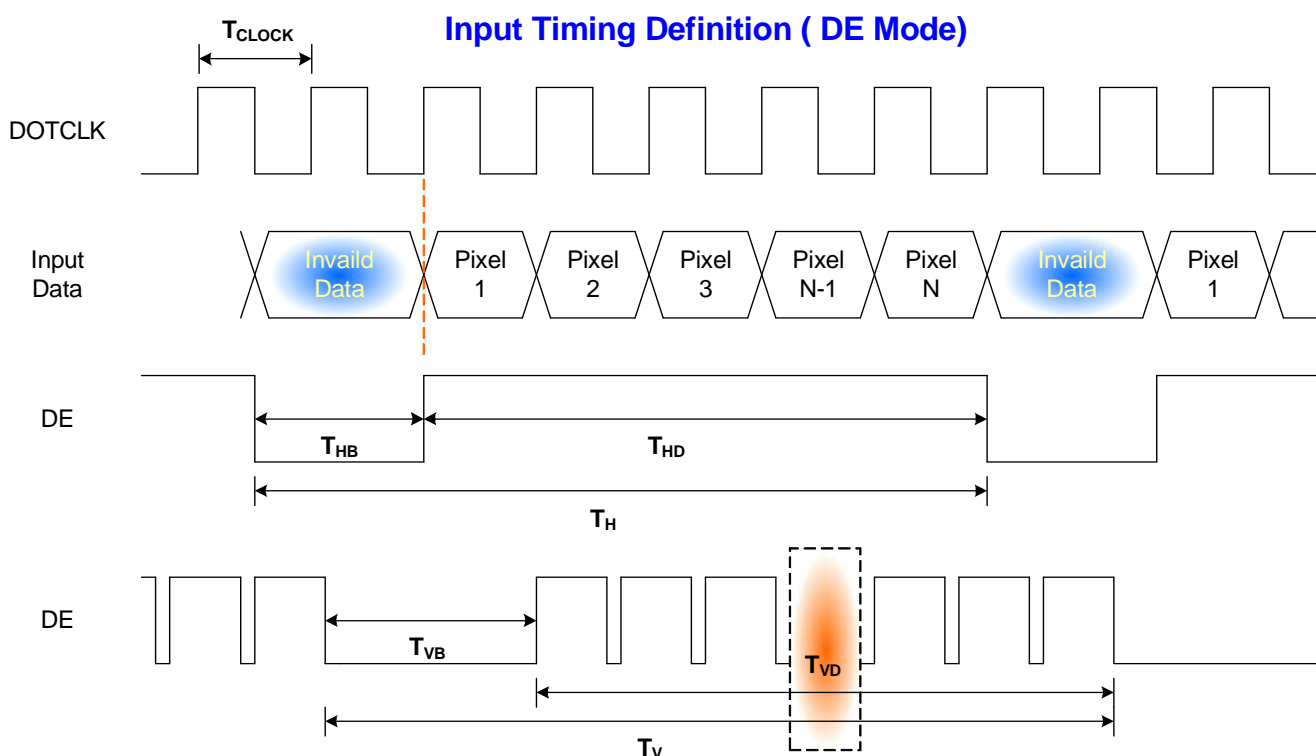 Input Timing Definition ( DE Mode)
TCLOCK
DOTCLK
Input
Data
Invaild
Data
Pixel
1
Pixel
2
Pixel
3
Pixel
N-1
Pixel
N
Invaild
Data
Pixel
1
DE
THB
THD
TH
DE
TVB
TVD
TV